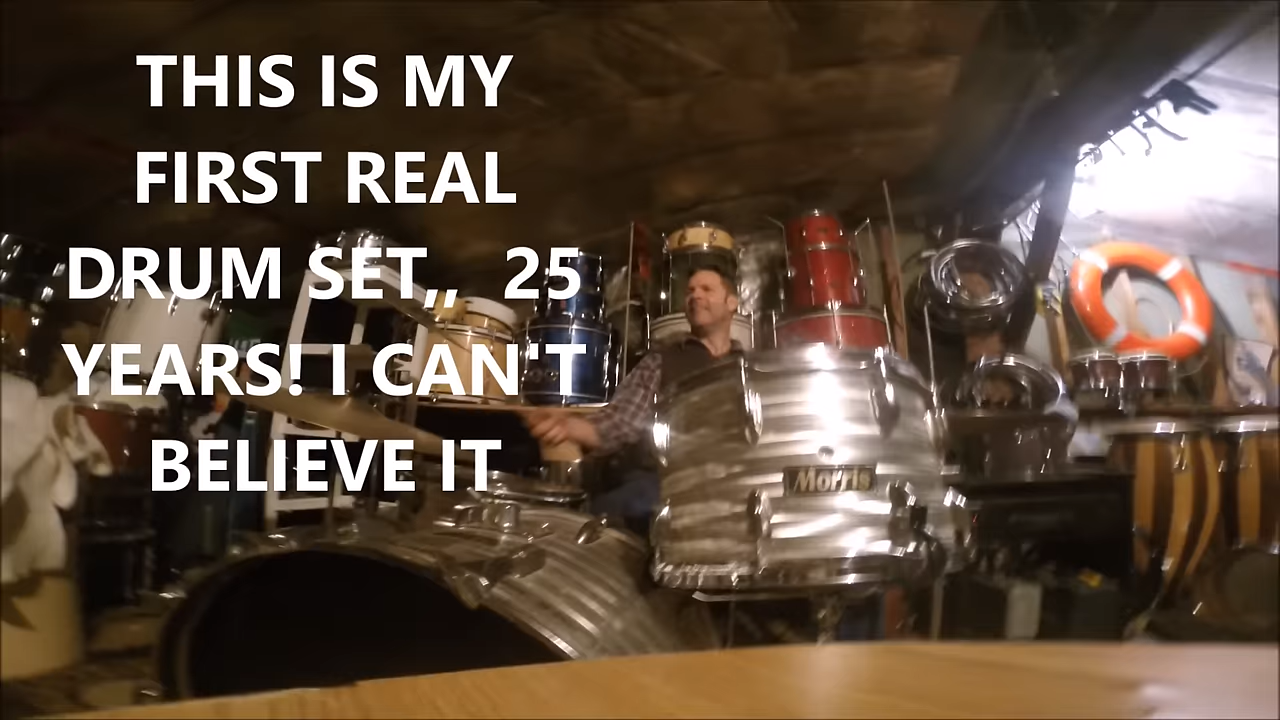 THIS IS MY
FIRST REAL
DRUM SET,, 25
YEARS! I CAN'T
BELIEVE IT
Morris